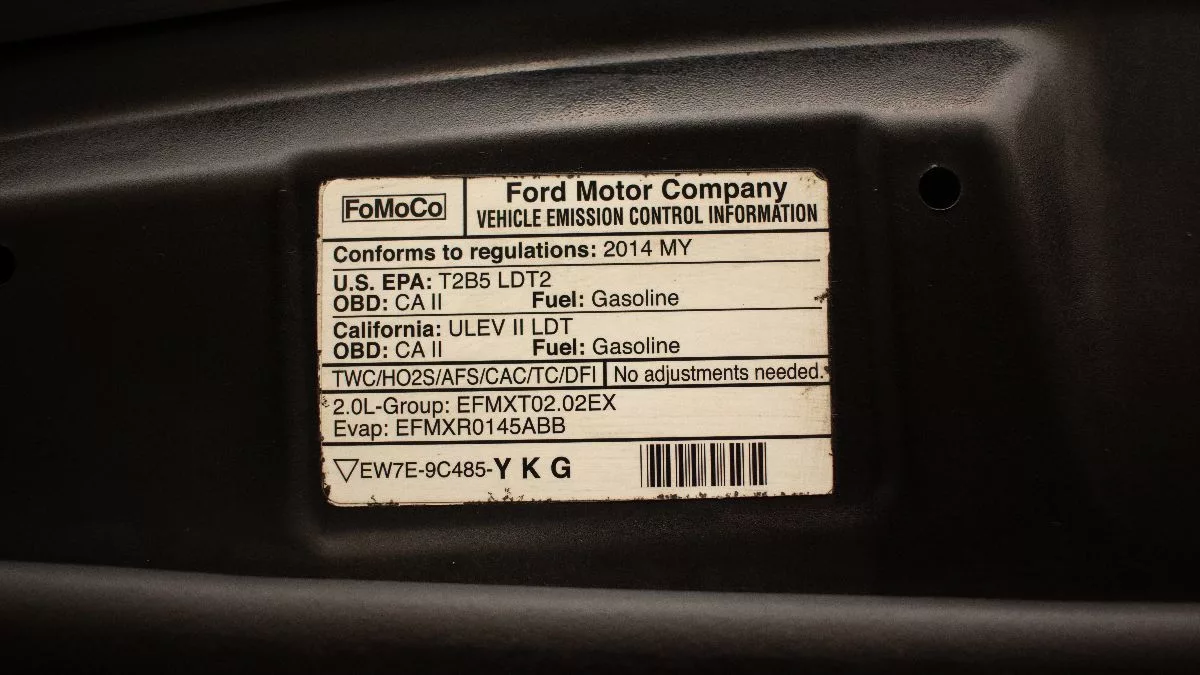 FoMoCo
Ford Motor Company
VEHICLE EMISSION CONTROL INFORMATION
Conforms to regulations: 2014 MY
U.S. EPA: T2B5 LDT2
OBD: CA II Fuel: Gasoline
California: ULEV II LDT
OBD: CA II Fuel: Gasoline
TWC/HO2S/AFS/CAC/TC/DFI No adjustments needed.
2.0L-Group: EFMXT02.02EX
Evap: EFMXR0145ABB
▽EW7E-9C485-Y K G